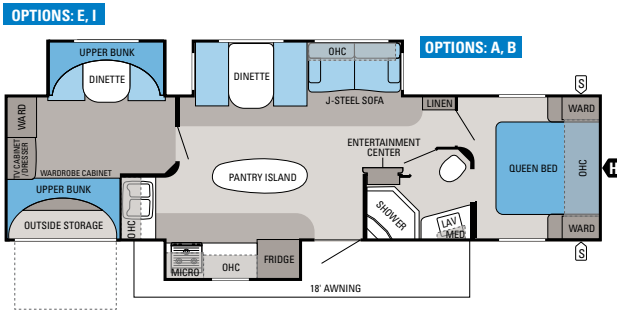 OPTIONS: E, I
UPPER BUNK
DINETTE
DINETTE
OHC
J-STEEL SOFA
OPTIONS: A, B
LINEN
S
WARD
WARD
TV CABINET
/DRESSER
WARDROBE CABINET
ENTERTAINMENT
CENTER
QUEEN BED
OHC
H
PANTRY ISLAND
UPPER BUNK
OUTSIDE STORAGE
OHC
SHOWER
LAV
MED
WARD
S
MICRO
OHC
FRIDGE
18' AWNING